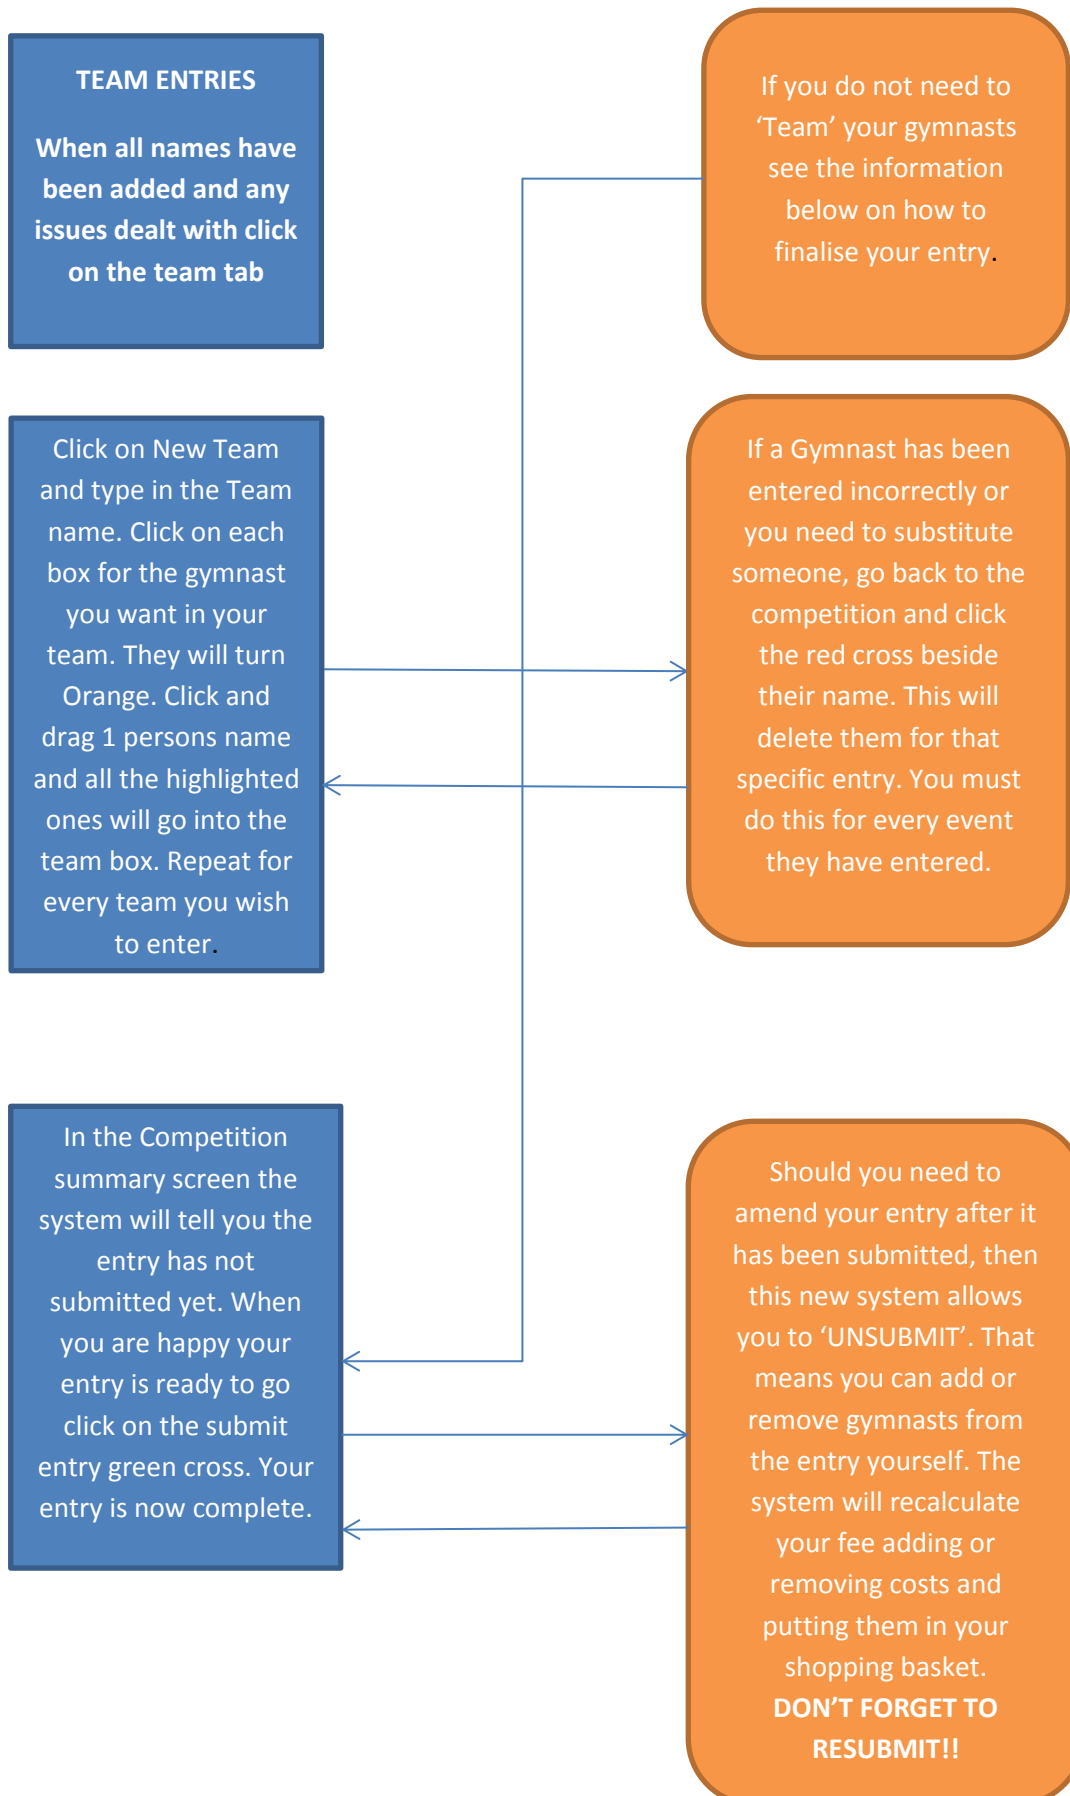 TEAM ENTRIES
When all names have
been added and any
issues dealt with click
on the team tab
If you do not need to
‘Team’ your gymnasts
see the information
below on how to
finalise your entry.
Click on New Team
and type in the Team
name. Click on each
box for the gymnast
you want in your
team. They will turn
Orange. Click and
drag 1 persons name
and all the highlighted
ones will go into the
team box. Repeat for
every team you wish
to enter.
If a Gymnast has been
entered incorrectly or
you need to substitute
someone, go back to the
competition and click
the red cross beside
their name. This will
delete them for that
specific entry. You must
do this for every event
they have entered.
In the Competition
summary screen the
system will tell you the
entry has not
submitted yet. When
you are happy your
entry is ready to go
click on the submit
entry green cross. Your
entry is now complete.
Should you need to
amend your entry after it
has been submitted, then
this new system allows
you to ‘UNSUBMIT’. That
means you can add or
remove gymnasts from
the entry yourself. The
system will recalculate
your fee adding or
removing costs and
putting them in your
shopping basket.
DON’T FORGET TO
RESUBMIT!!